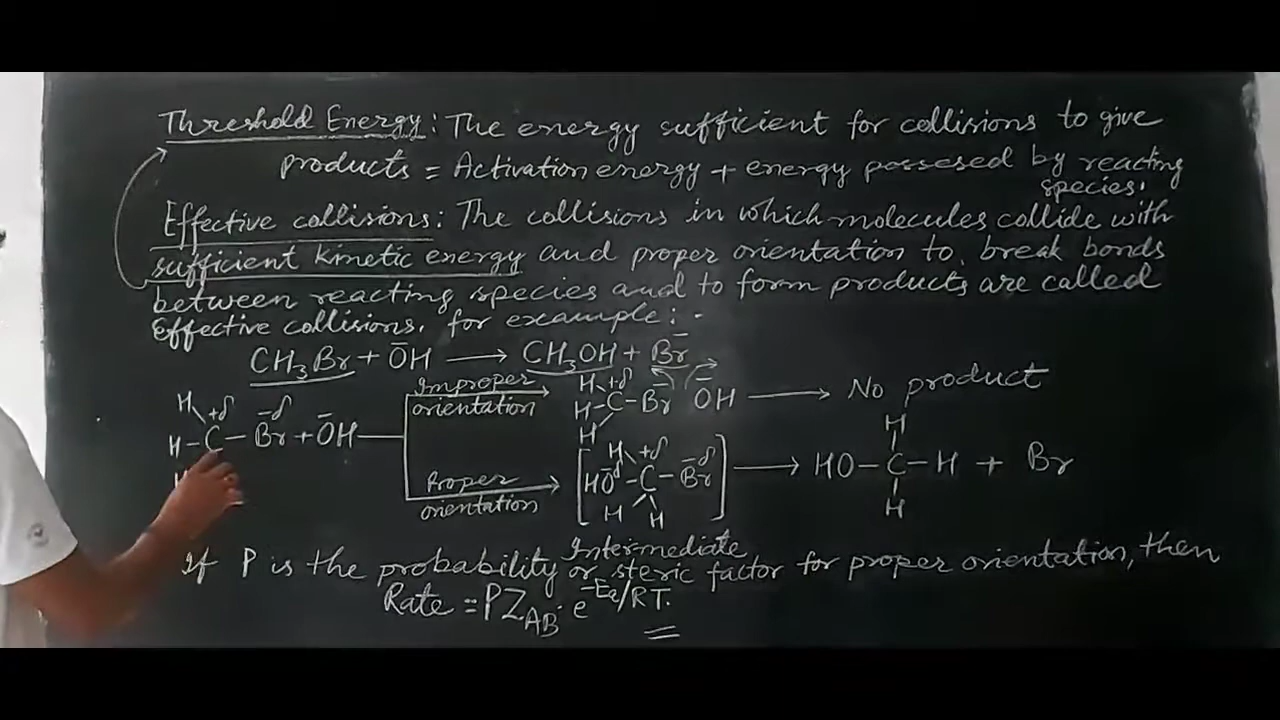 Threshold Energy: The energy sufficient for collisions to give
products = Activation energy + energy possesed by reacting
species.
Effective collisions: The collisions in which molecules collide with
sufficient kinetic energy and proper orientation to break bonds
between reacting species and to form products are called
Effective collisions. for example:-
CH₃Br + ŌH ⟶ CH₃OH + Br⁻
Improper orientation
H H C +δ Br ŌH ⟶ No product
H
H +δ -δ
H-C-Br + ŌH
H
Proper orientation
[HO -δ C +δ Br -δ H H H] ⟶ HO-C-H + Br
H
H
Intermediate
If P is the probability or steric factor for proper orientation, then
Rate = PZ_AB · e^(-Ea/RT).